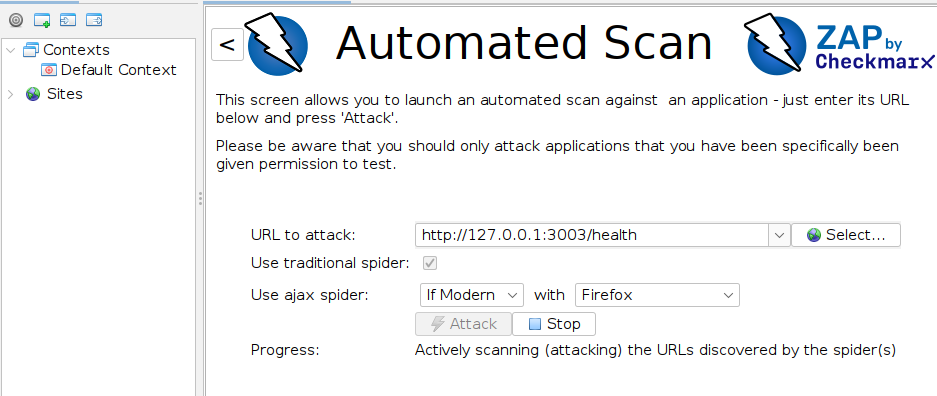 Contexts
Default Context
Sites
<
Automated Scan
ZAP by
Checkmarx
This screen allows you to launch an automated scan against  an application - just enter its URL
below and press 'Attack'.
Please be aware that you should only attack applications that you have been specifically been
given permission to test.
URL to attack: http://127.0.0.1:3003/health Select...
Use traditional spider:
Use ajax spider: If Modern with Firefox
Attack Stop
Progress: Actively scanning (attacking) the URLs discovered by the spider(s)